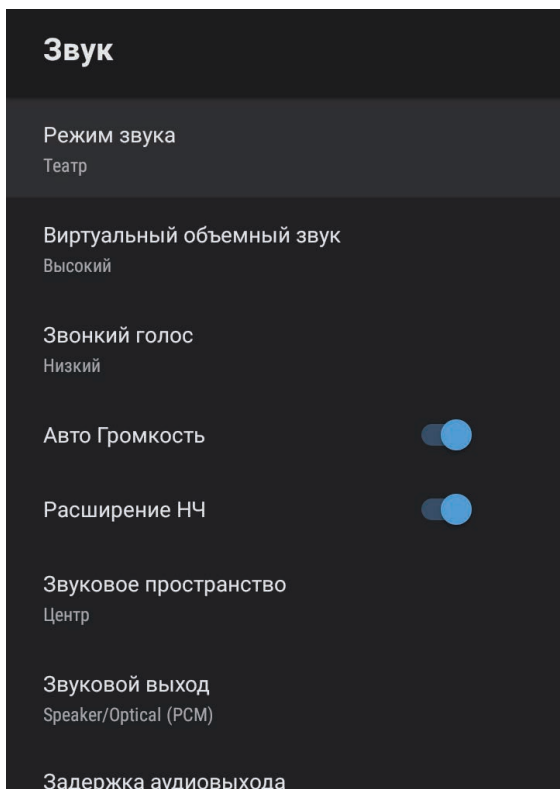 Звук
Режим звука
Театр
Виртуальный объемный звук
Высокий
Звонкий голос
Низкий
Авто Громкость
Расширение НЧ
Звуковое пространство
Центр
Звуковой выход
Speaker/Optical (PCM)
Задержка аудиовыхода